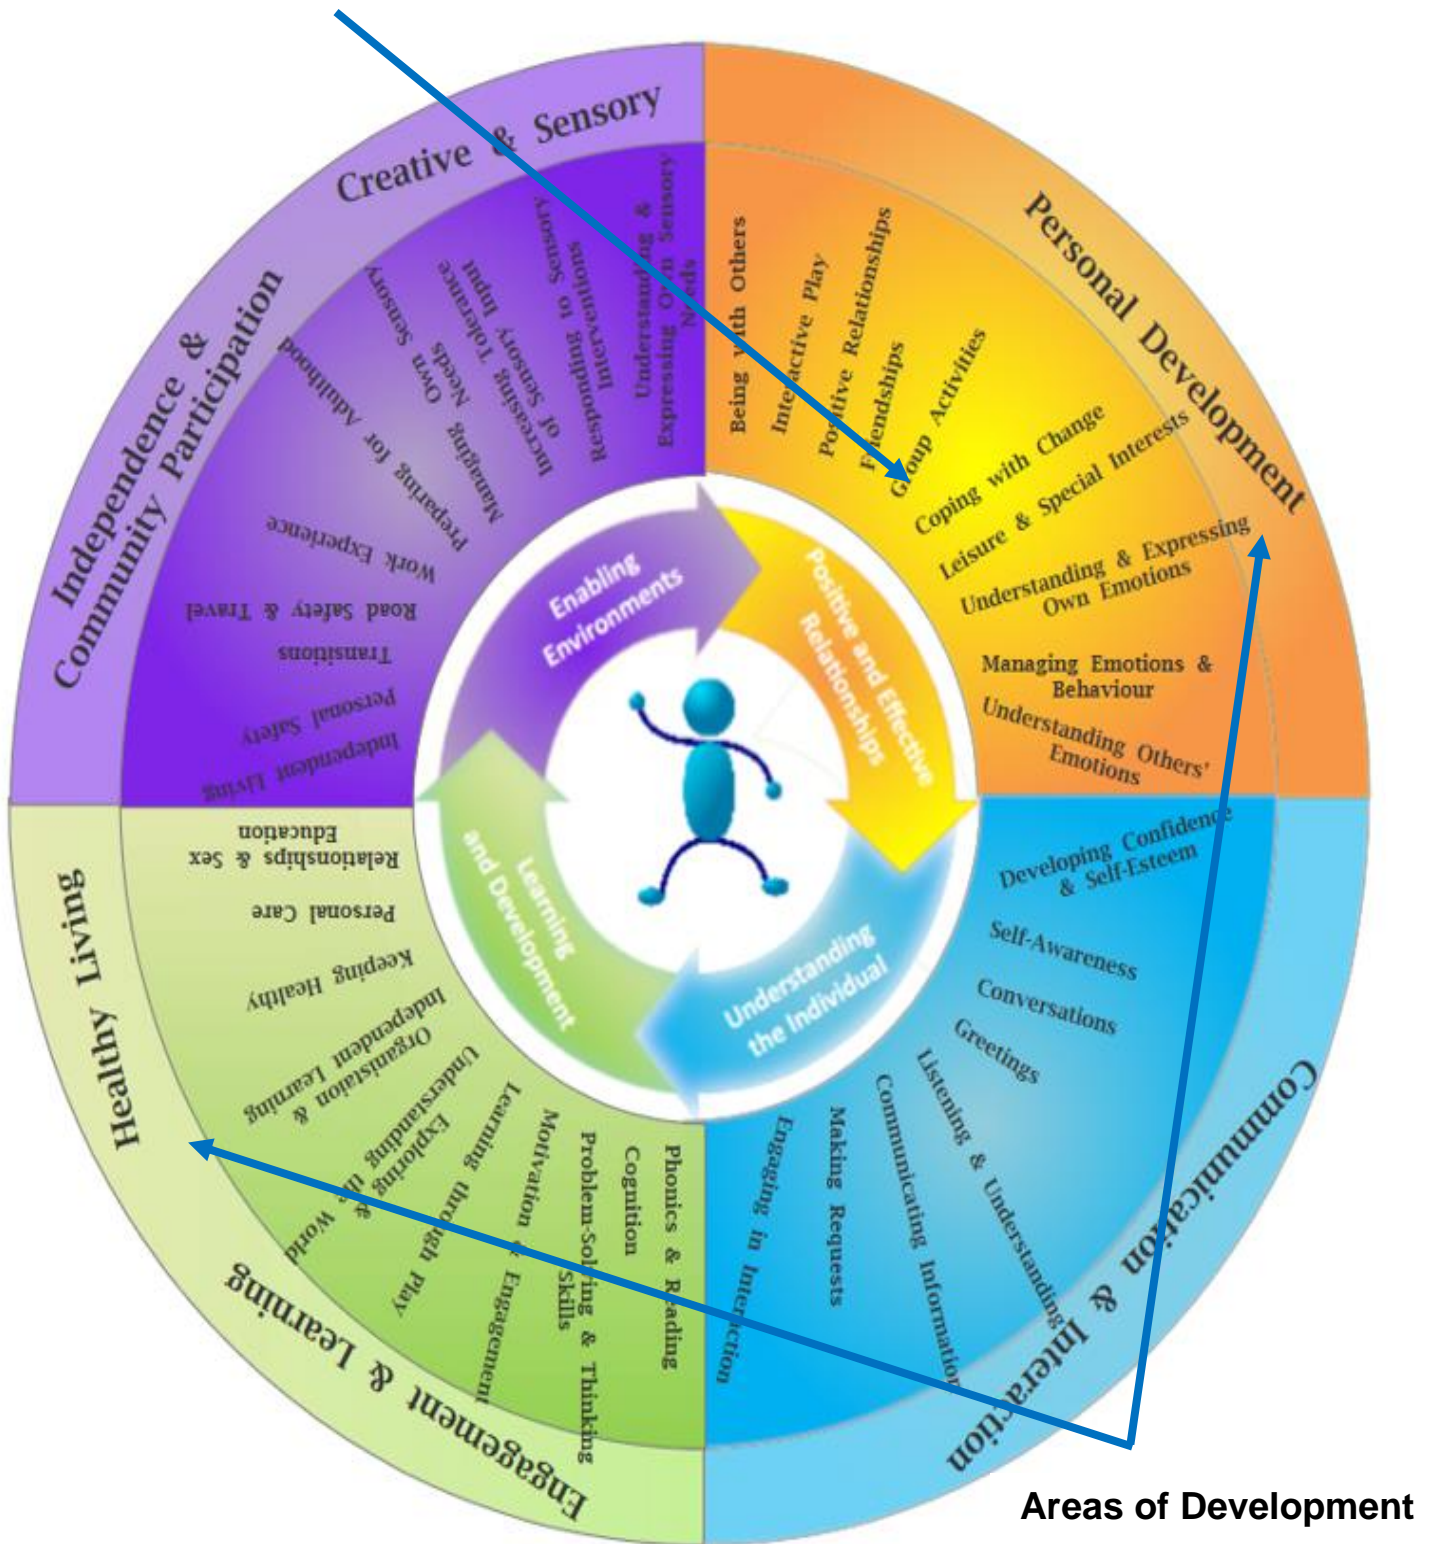 Creative & Sensory
Understanding &
Expressing Own Sensory
Needs
Responding to Sensory
Interventions
Increasing Tolerance
of Sensory Input
Managing Own Sensory
Needs
Independence &
Community Participation
Preparing for Adulthood
Work Experience
Road Safety & Travel
Transitions
Personal Safety
Independent Living
Personal Development
Being with Others
Interactive Play
Positive Relationships
Friendships
Group Activities
Coping with Change
Leisure & Special Interests
Understanding & Expressing
Own Emotions
Managing Emotions &
Behaviour
Understanding Others'
Emotions
Developing Confidence
& Self-Esteem
Self-Awareness
Communication & Interaction
Conversations
Greetings
Listening & Understanding
Communicating Information
Making Requests
Engaging in Interaction
Engagement & Learning
Phonics & Reading
Cognition
Problem-Solving & Thinking
Skills
Motivation & Engagement
Learning through Play
Exploring &
Understanding the World
Organistaion &
Independent Learning
Healthy Living
Keeping Healthy
Personal Care
Relationships & Sex
Education
Enabling
Environments
Positive and Effective
Relationships
Understanding
the Individual
Learning
and Development
Areas of Development